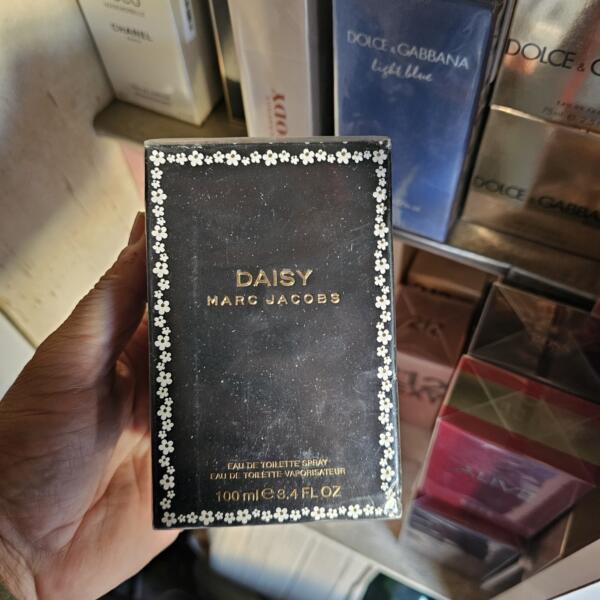 CHANEL
DOLCE & GABBANA
light blue
DOLCE &
DOLCE & GABBANA
DAISY
MARC JACOBS
EAU DE TOILETTE SPRAY
EAU DE TOILETTE VAPORISATEUR
100 ml e 3.4 FL OZ